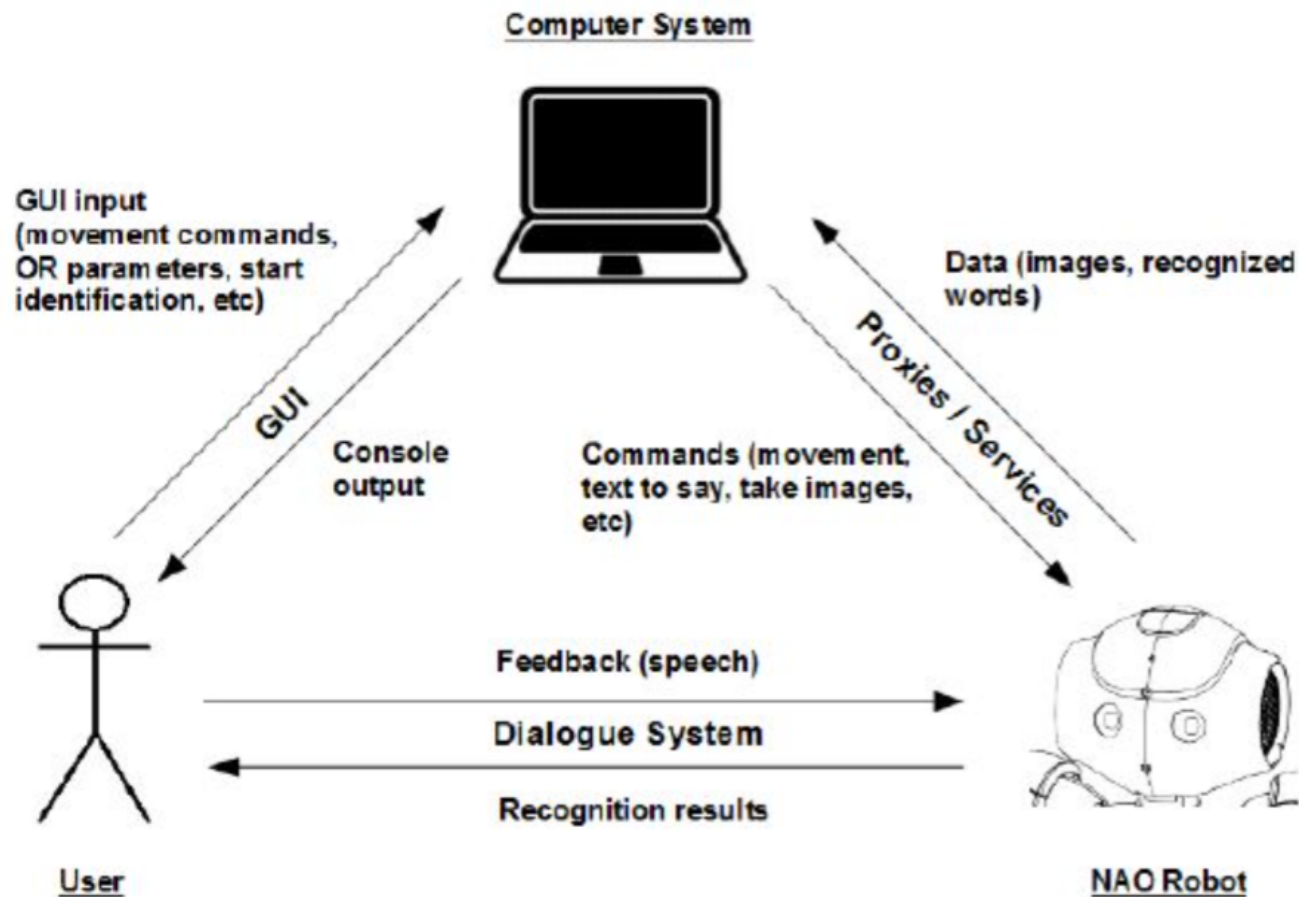 Computer System
GUI input
(movement commands,
OR parameters, start
identification, etc)
Data (images, recognized
words)
GUI
Proxies / Services
Console
output
Commands (movement,
text to say, take images,
etc)
Feedback (speech)
Dialogue System
Recognition results
User
NAO Robot